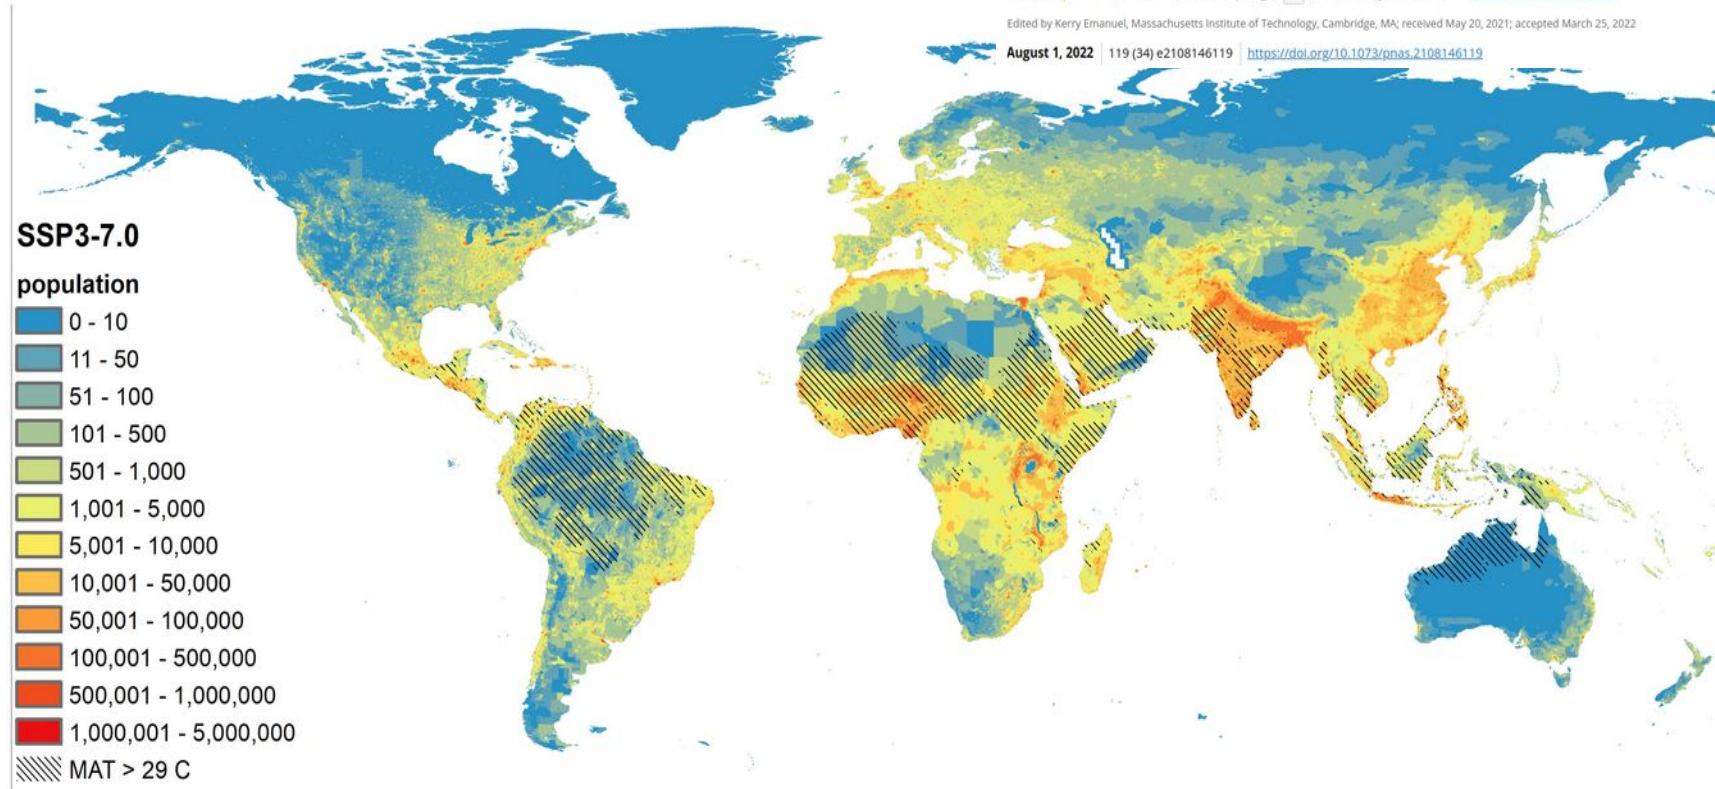 Edited by Kerry Emanuel, Massachusetts Institute of Technology, Cambridge, MA; received May 20, 2021; accepted March 25, 2022
August 1, 2022 | 119 (34) e2108146119 | https://doi.org/10.1073/pnas.2108146119
SSP3-7.0
population
0 - 10
11 - 50
51 - 100
101 - 500
501 - 1,000
1,001 - 5,000
5,001 - 10,000
10,001 - 50,000
50,001 - 100,000
100,001 - 500,000
500,001 - 1,000,000
1,000,001 - 5,000,000
MAT > 29 C